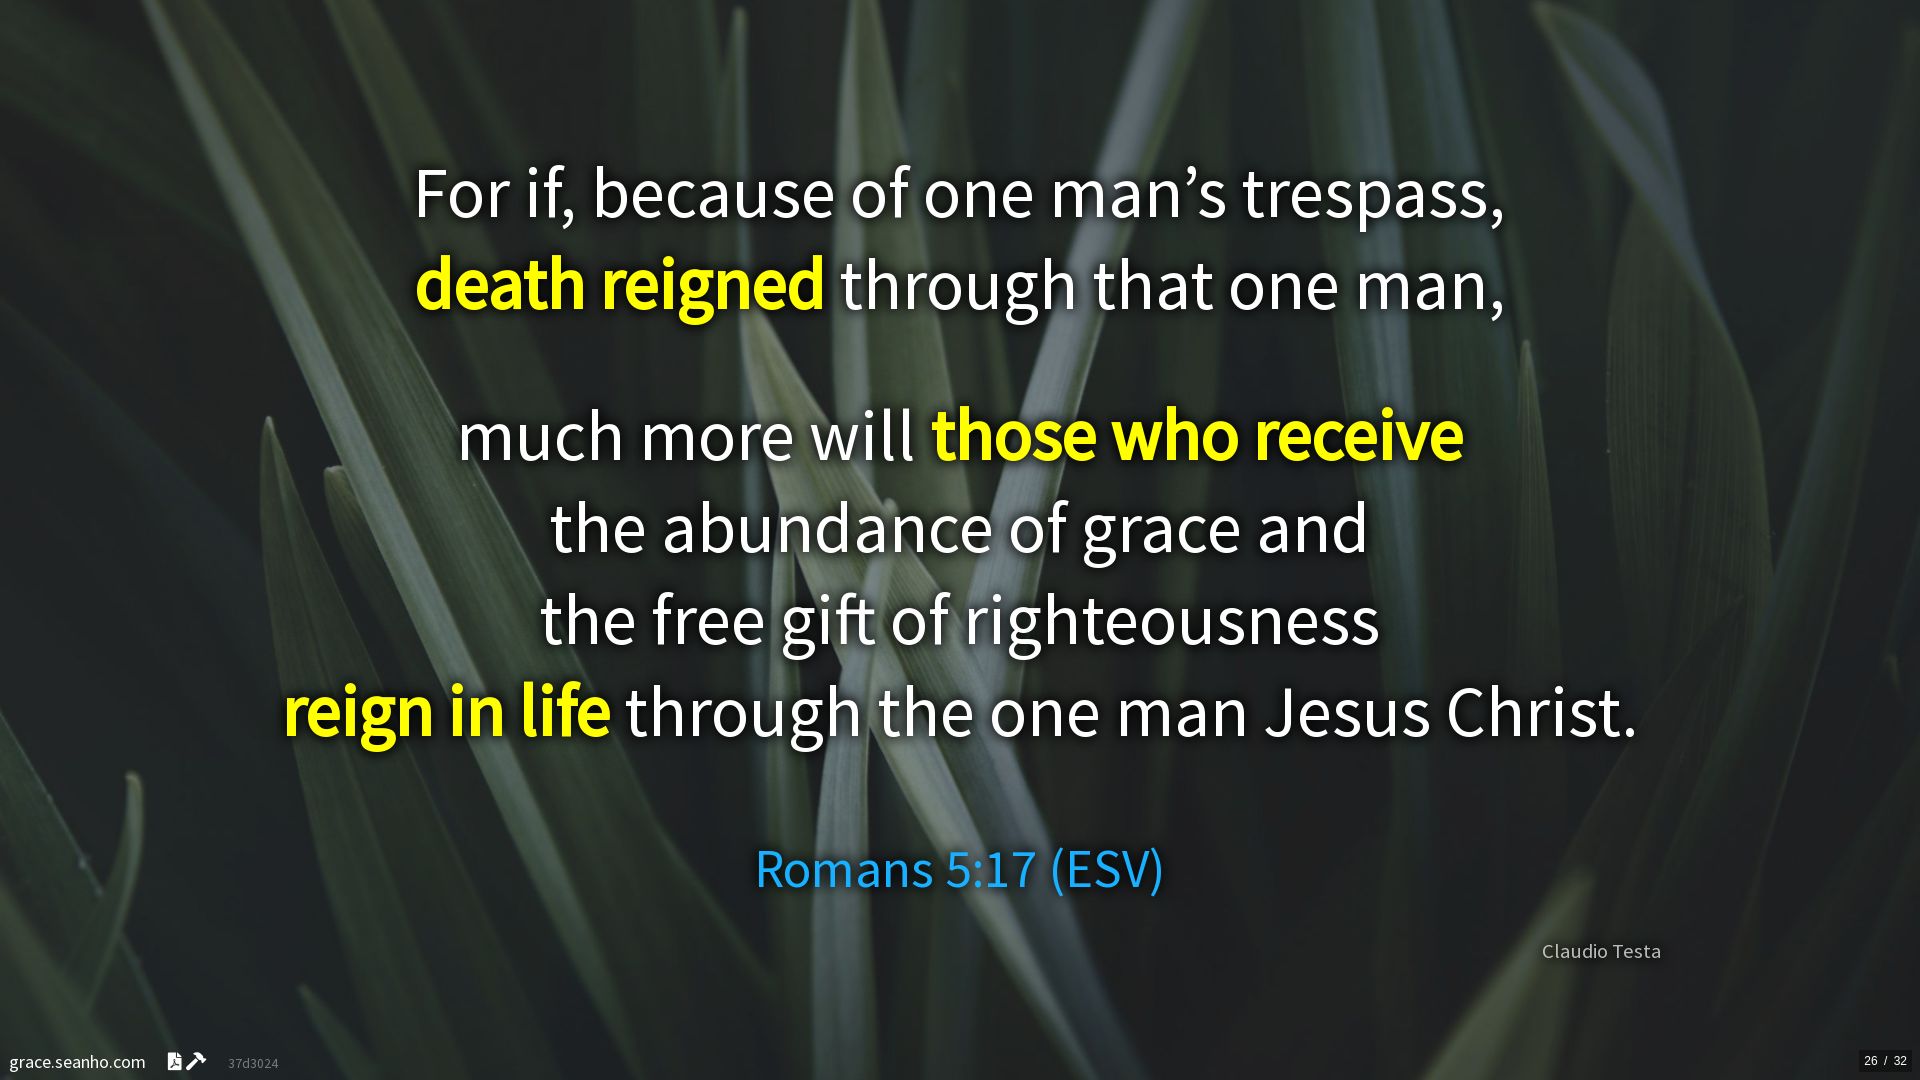 For if, because of one man’s trespass,
death reigned through that one man,
much more will those who receive
the abundance of grace and
the free gift of righteousness
reign in life through the one man Jesus Christ.
Romans 5:17 (ESV)
Claudio Testa
grace.seanho.com 37d3024
26 / 32